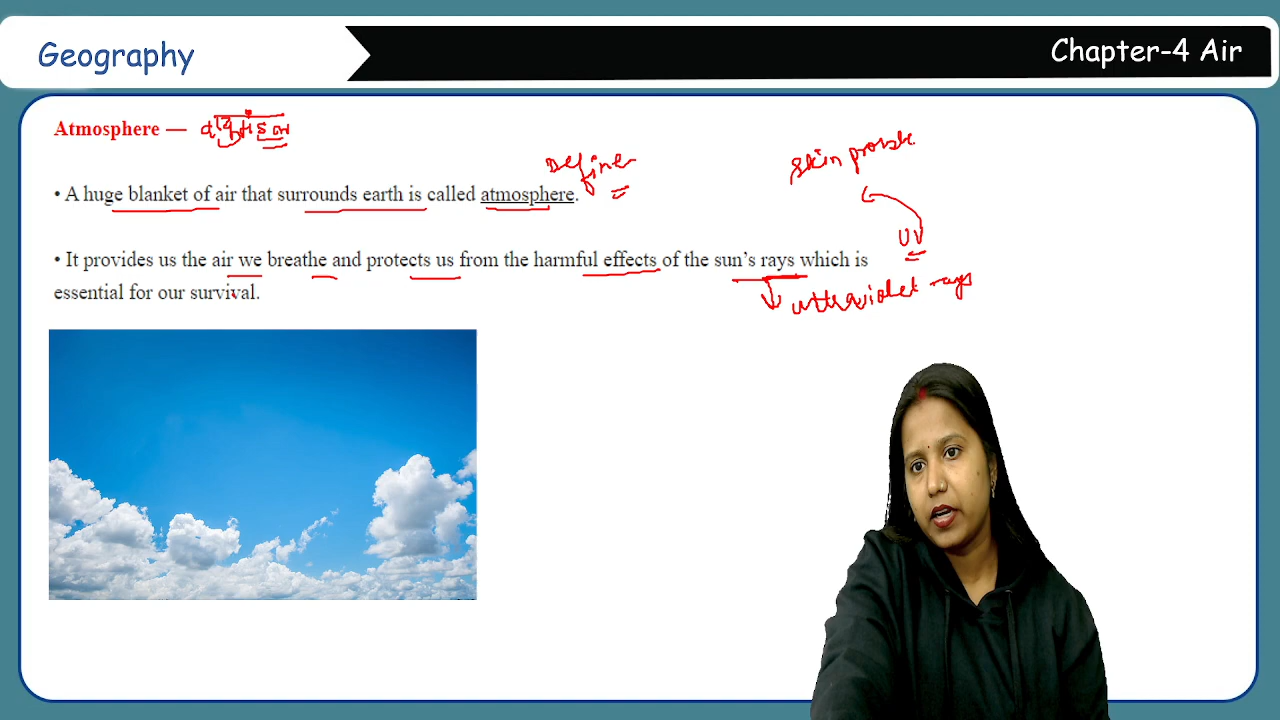 Geography
Chapter-4 Air
Atmosphere —
Define
Skin proble
• A huge blanket of air that surrounds earth is called atmosphere.
UV
• It provides us the air we breathe and protects us from the harmful effects of the sun’s rays which is
essential for our survival.
ultraviolet rays